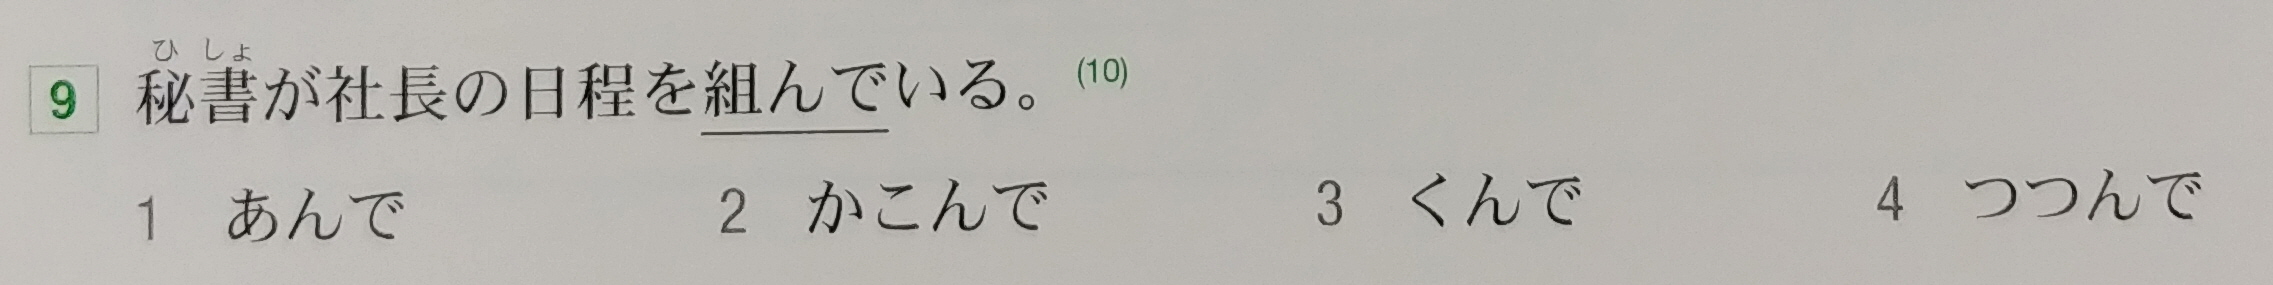 ひしょ
9 秘書が社長の日程を組んでいる。(10)
1 あんで 2 かこんで 3 くんで 4 つつんで